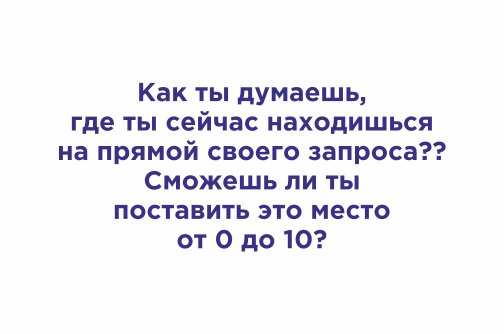 Как ты думаешь,
где ты сейчас находишься
на прямой своего запроса??
Сможешь ли ты
поставить это место
от 0 до 10?